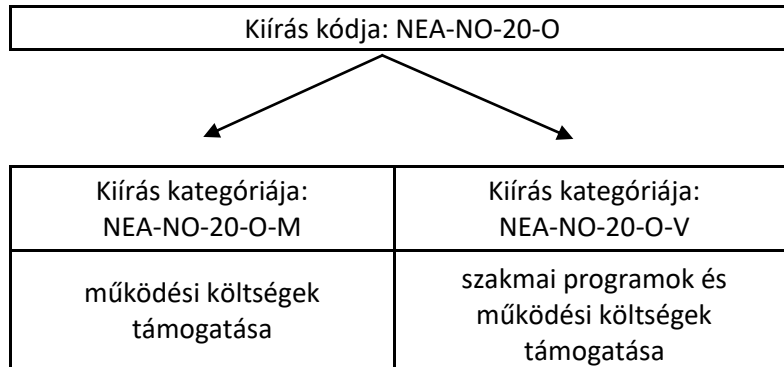 Kiírás kódja: NEA-NO-20-O
Kiírás kategóriája:
NEA-NO-20-O-M
Kiírás kategóriája:
NEA-NO-20-O-V
működési költségek
támogatása
szakmai programok és
működési költségek
támogatása